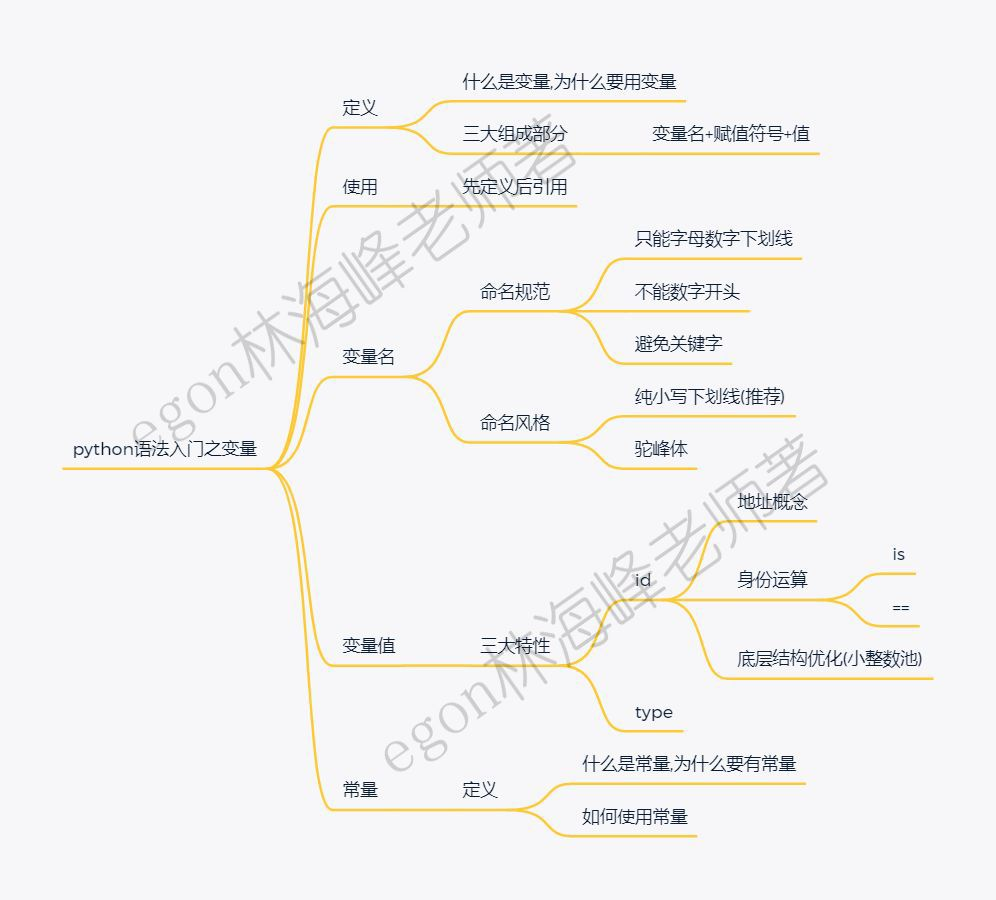 什么是变量,为什么要用变量
定义
三大组成部分 变量名+赋值符号+值
使用 先定义后引用
只能字母数字下划线
命名规范 不能数字开头
避免关键字
变量名
纯小写下划线(推荐)
命名风格
驼峰体
python语法入门之变量
地址概念
is
id 身份运算
==
变量值 三大特性
底层结构优化(小整数池)
type
什么是常量,为什么要有常量
常量 定义
如何使用常量
egon林海峰老师著
egon林海峰老师著